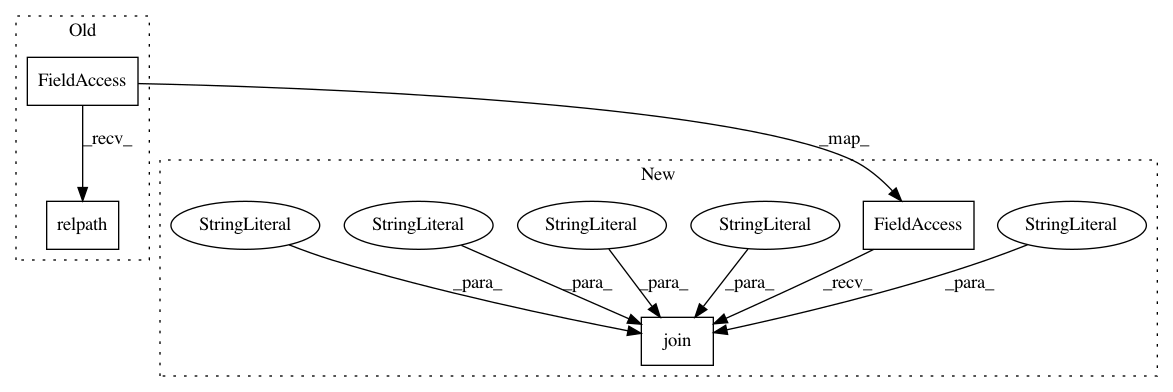 Old
FieldAccess
_recv_
_map_
relpath
New
StringLiteral
StringLiteral
StringLiteral
StringLiteral
FieldAccess
StringLiteral
_para_
_para_
_para_
_para_
_recv_
_para_
join